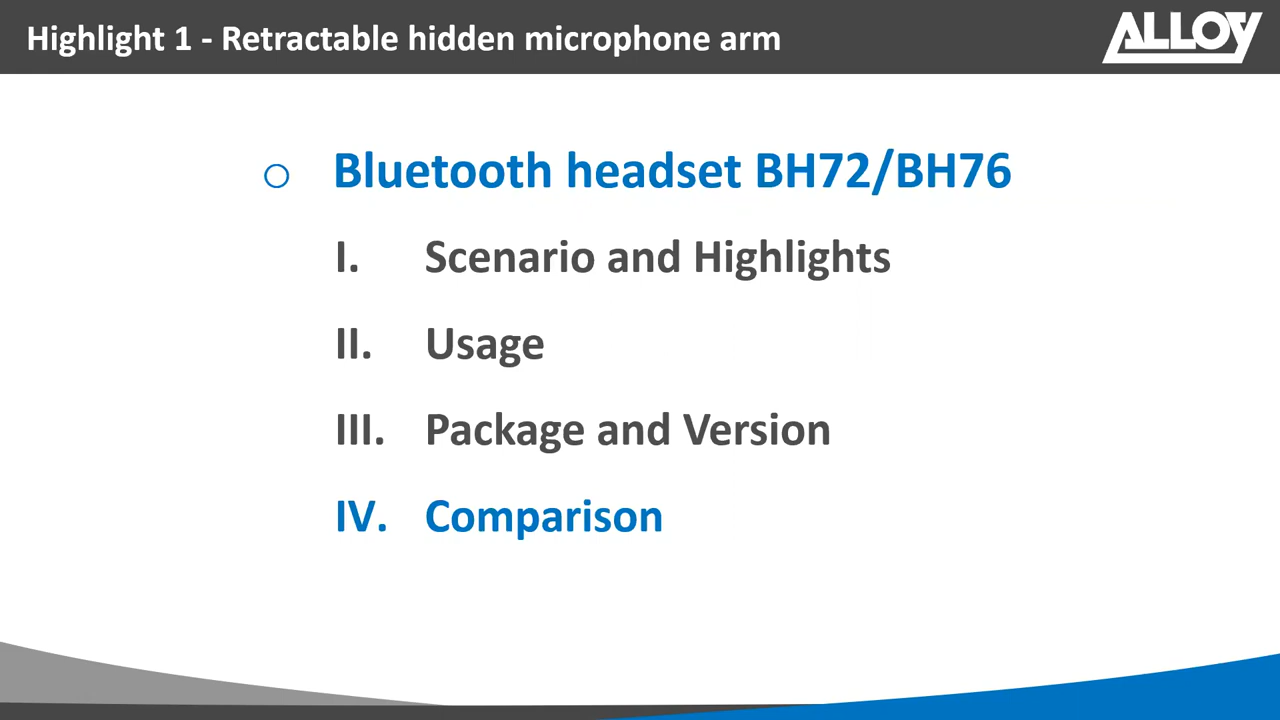 Highlight 1 - Retractable hidden microphone arm
ALLOY
Bluetooth headset BH72/BH76
I. Scenario and Highlights
II. Usage
III. Package and Version
IV. Comparison